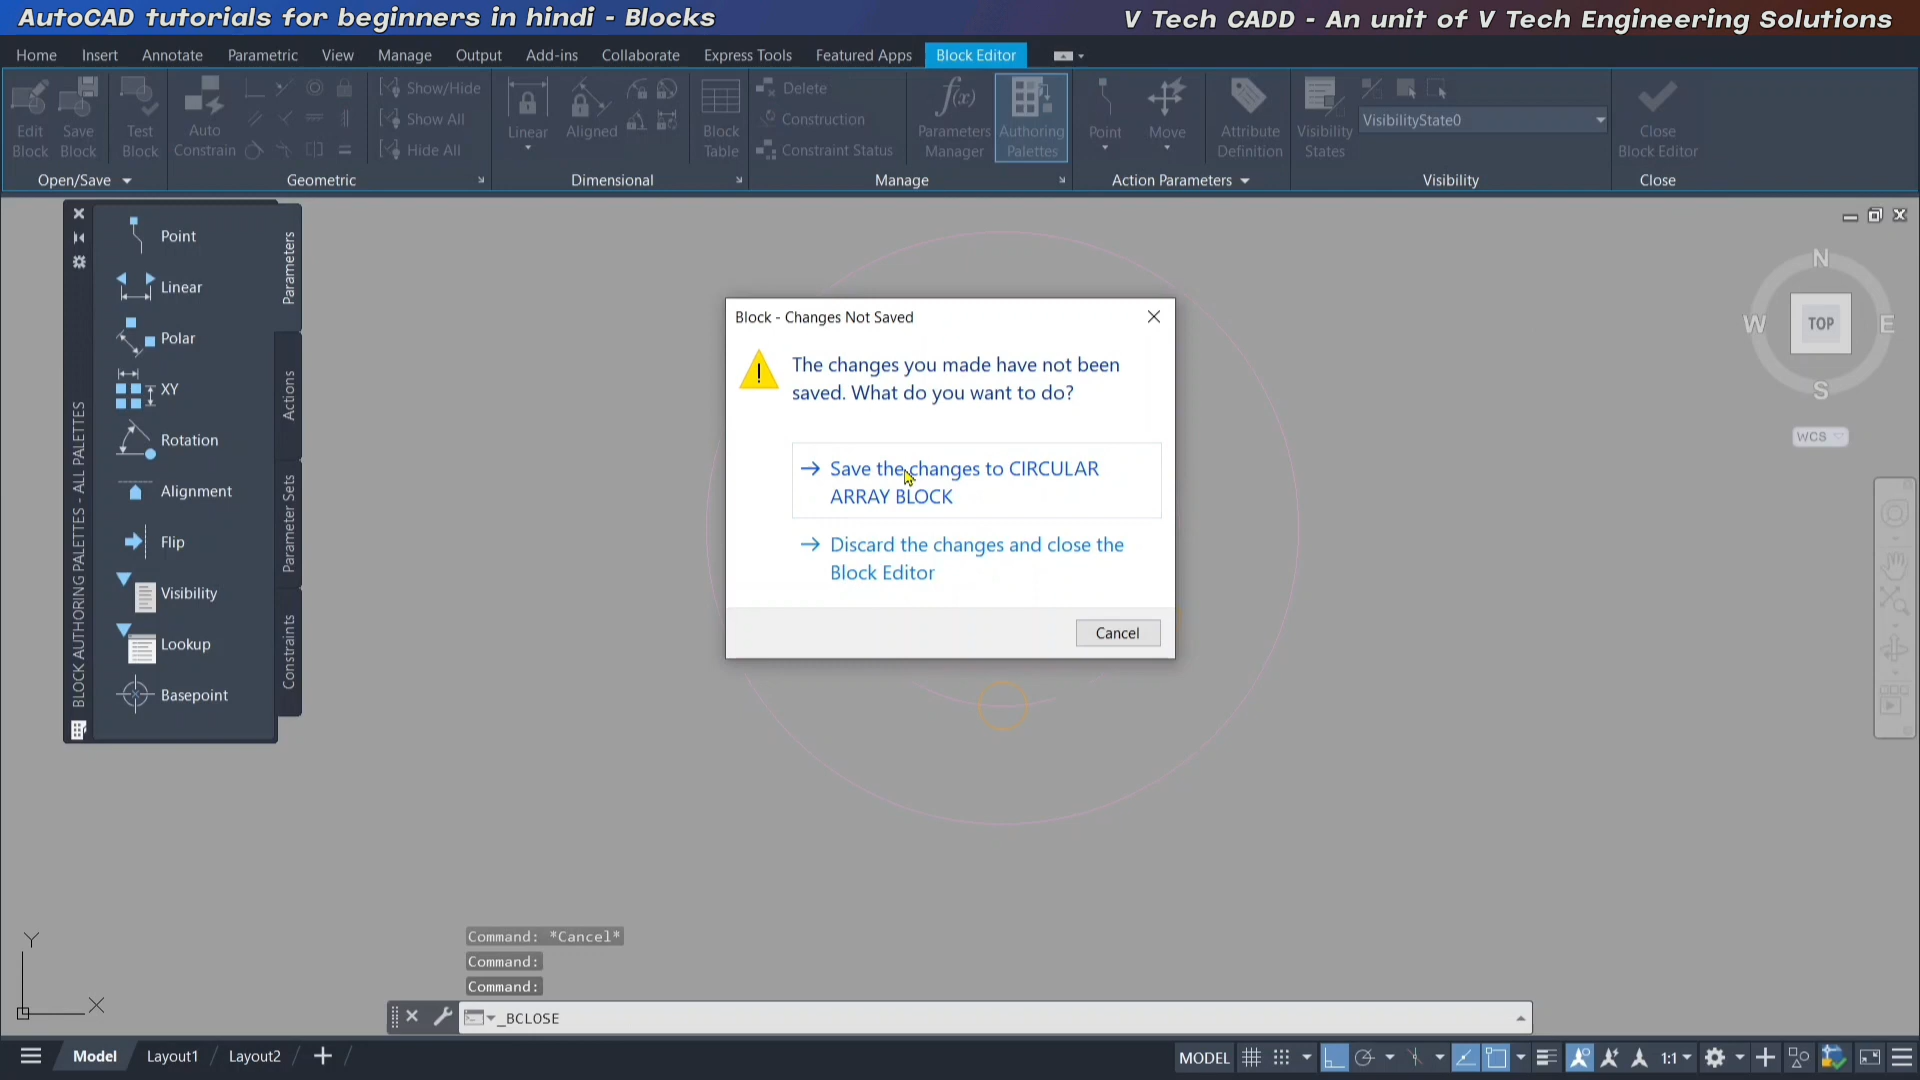 AutoCAD tutorials for beginners in hindi - Blocks
V Tech CADD - An unit of V Tech Engineering Solutions
Home
Insert
Annotate
Parametric
View
Manage
Output
Add-ins
Collaborate
Express Tools
Featured Apps
Block Editor
Edit
Block
Save
Block
Test
Block
Auto
Constrain
Show/Hide
Show All
Hide All
Linear
Aligned
Block
Table
Delete
Construction
Constraint Status
f(x)
Parameters
Manager
Authoring
Palettes
Point
Move
Attribute
Definition
Visibility
States
VisibilityState0
Close
Block Editor
Open/Save
Geometric
Dimensional
Manage
Action Parameters
Visibility
Close
Point
Linear
Polar
XY
Rotation
Alignment
Flip
Visibility
Lookup
Basepoint
Parameters
Actions
Parameter Sets
Constraints
BLOCK AUTHORING PALETTES - ALL PALETTES
Block - Changes Not Saved
The changes you made have not been
saved. What do you want to do?
Save the changes to CIRCULAR
ARRAY BLOCK
Discard the changes and close the
Block Editor
Cancel
N
W
TOP
E
S
WCS
Y
X
Command: *Cancel*
Command:
Command:
_BCLOSE
Model
Layout1
Layout2
MODEL
1:1